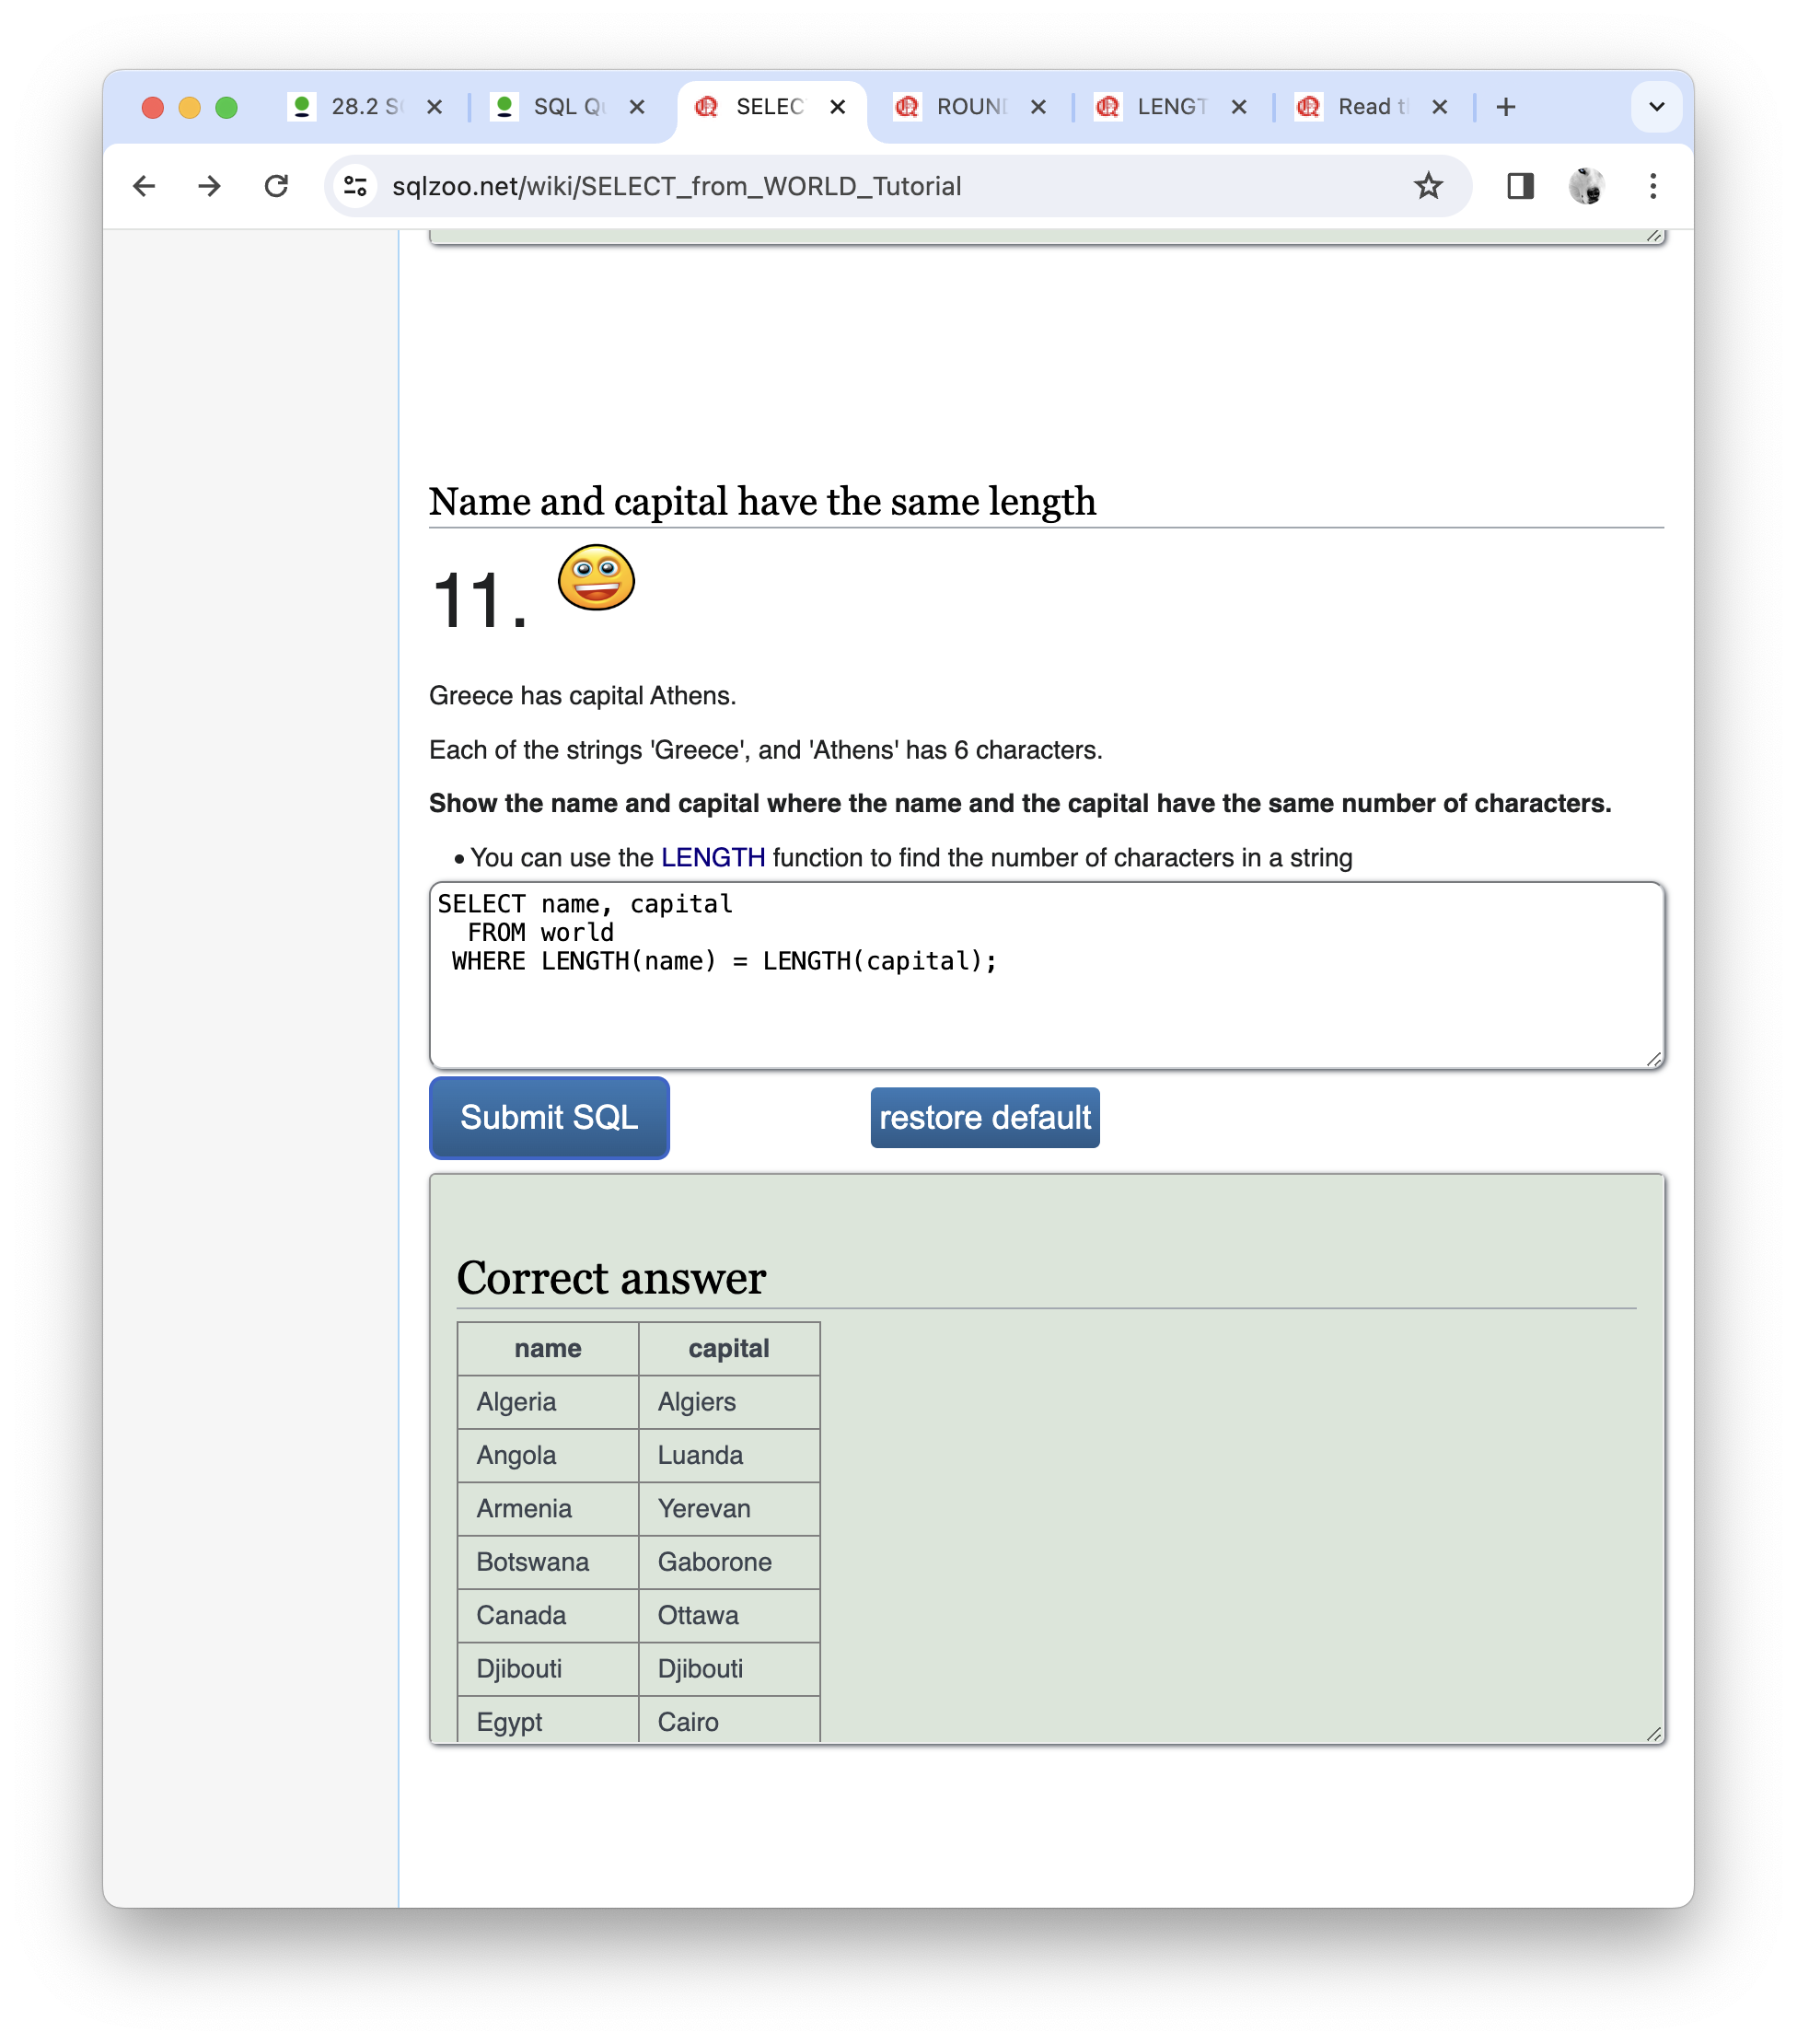 28.2 S
SQL Q
SELEC
ROUN
LENGT
Read t
sqlzoo.net/wiki/SELECT_from_WORLD_Tutorial
Name and capital have the same length
11.
Greece has capital Athens.
Each of the strings 'Greece', and 'Athens' has 6 characters.
Show the name and capital where the name and the capital have the same number of characters.
• You can use the LENGTH function to find the number of characters in a string
SELECT name, capital
FROM world
WHERE LENGTH(name) = LENGTH(capital);
Submit SQL
restore default
Correct answer
name capital
Algeria Algiers
Angola Luanda
Armenia Yerevan
Botswana Gaborone
Canada Ottawa
Djibouti Djibouti
Egypt Cairo